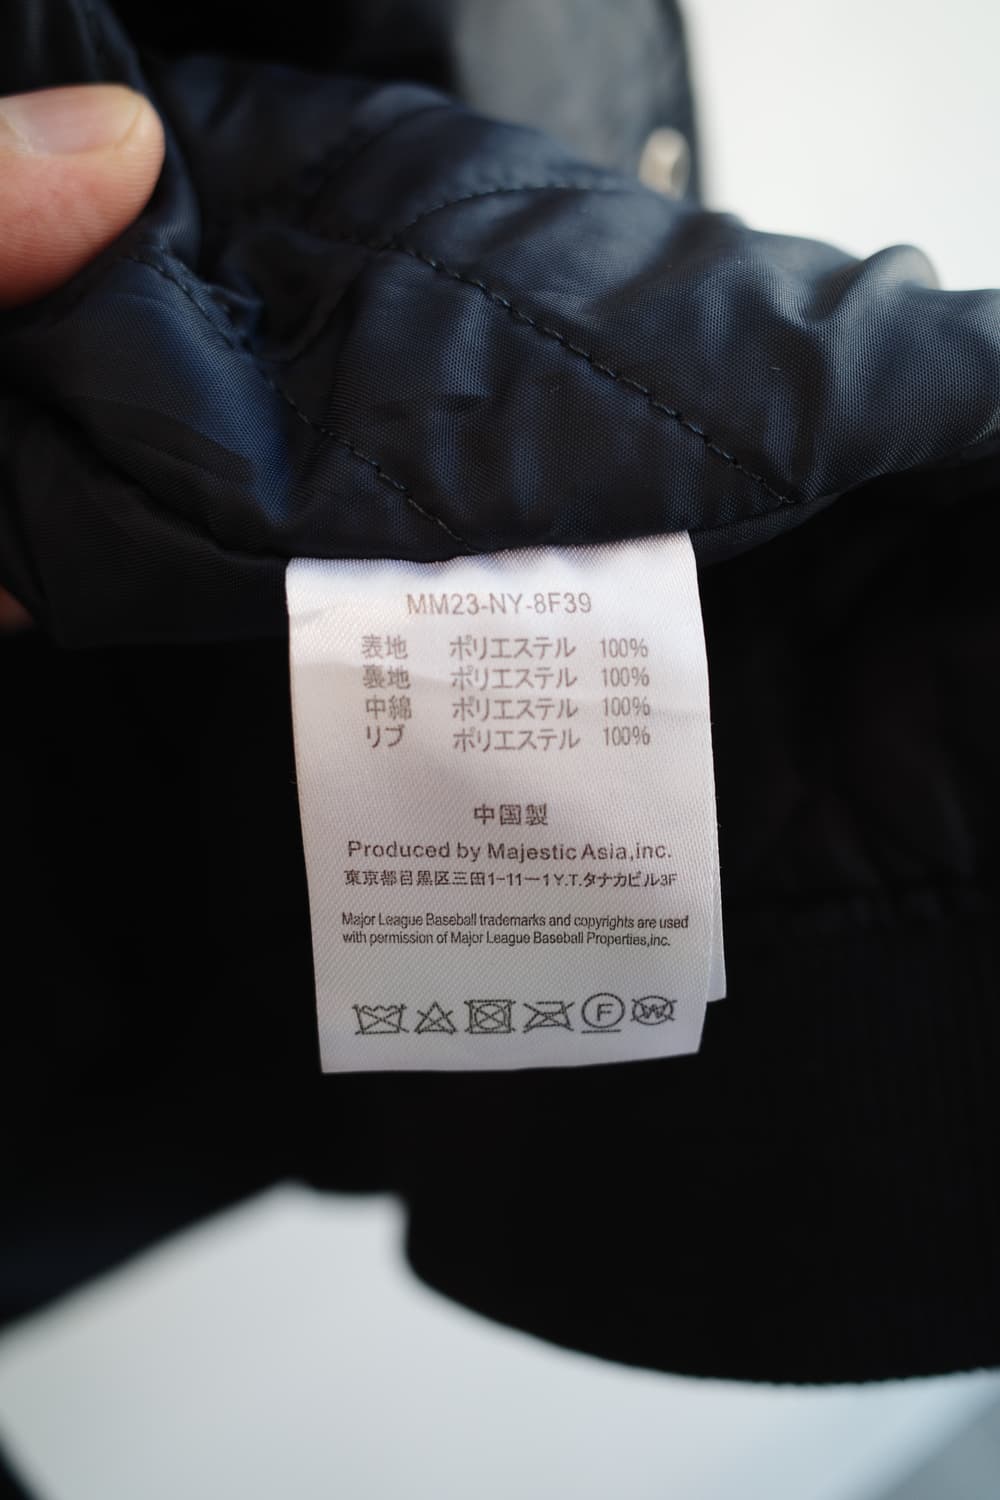 MM23-NY-8F39
表地 ポリエステル 100%
裏地 ポリエステル 100%
中綿 ポリエステル 100%
リブ ポリエステル 100%
中国製
Produced by Majestic Asia,inc.
東京都目黒区三田1-11ー1Y.T.タナカビル3F
Major League Baseball trademarks and copyrights are used
with permission of Major League Baseball Properties,inc.
F W